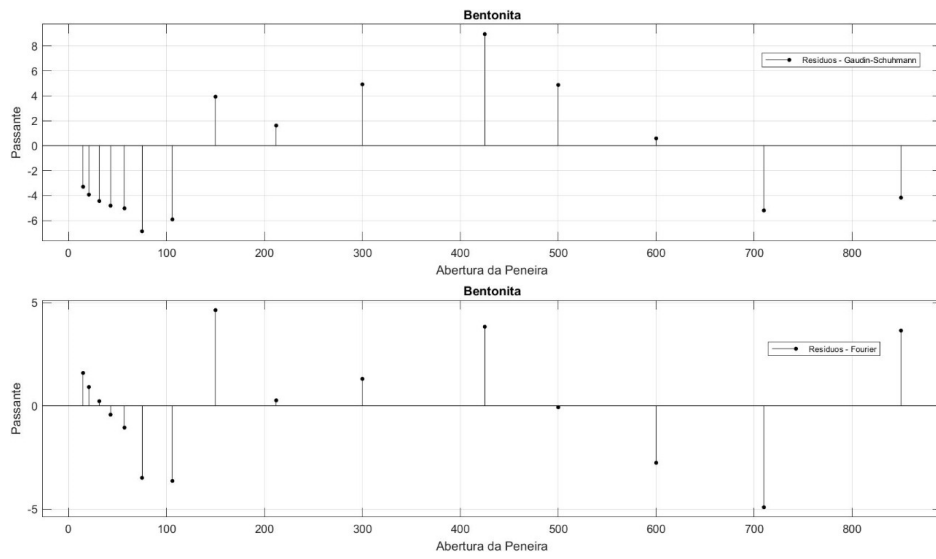 Bentonita
8
6
4
2
0
-2
-4
-6
Passante
Resíduos - Gaudin-Schuhmann
0 100 200 300 400 500 600 700 800
Abertura da Peneira
Bentonita
5
0
-5
Passante
Resíduos - Fourier
0 100 200 300 400 500 600 700 800
Abertura da Peneira